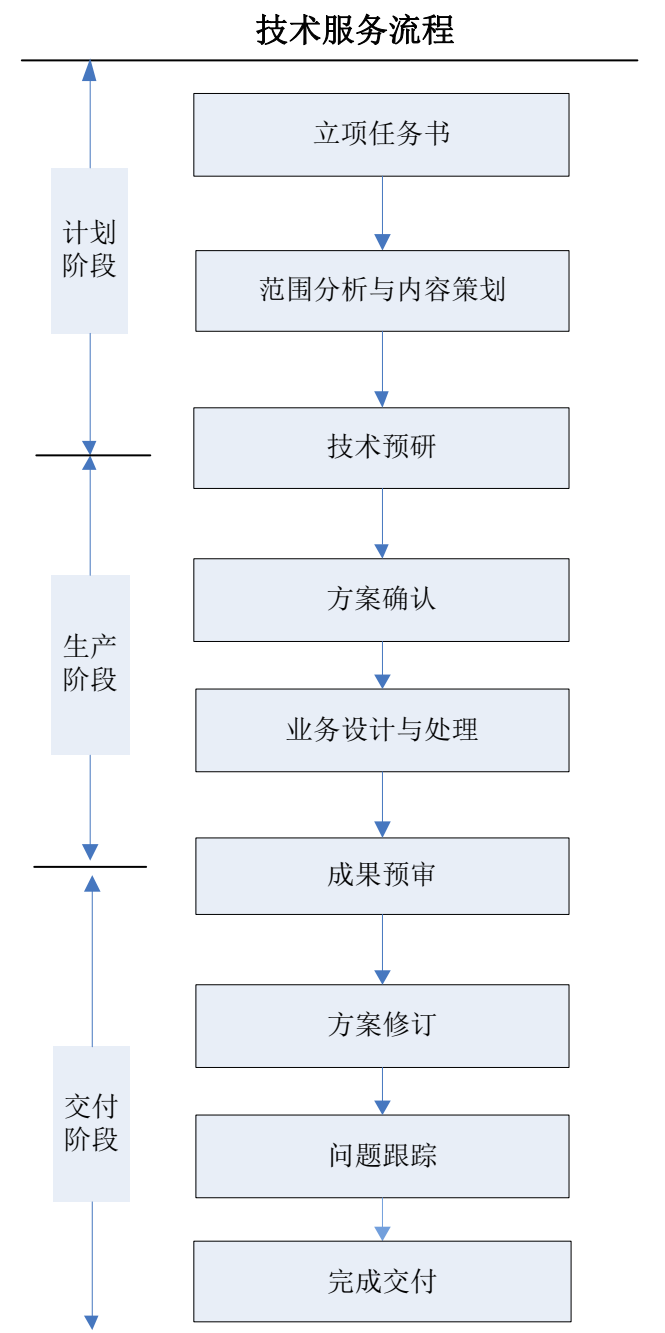 技术服务流程
立项任务书
计划
阶段
范围分析与内容策划
技术预研
方案确认
生产
阶段
业务设计与处理
成果预审
方案修订
交付
阶段
问题跟踪
完成交付